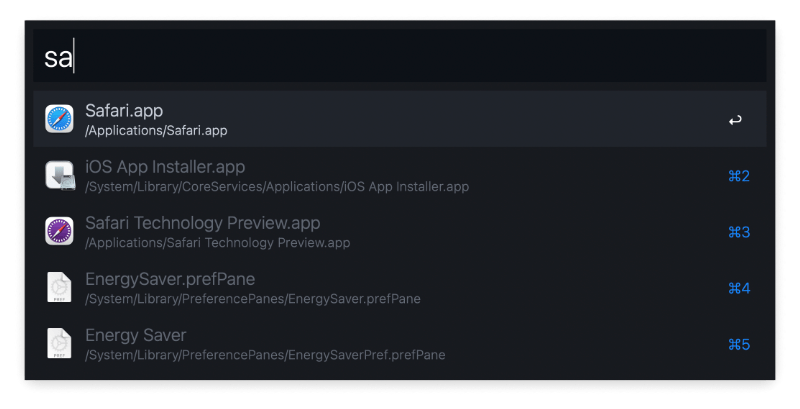 sa
Safari.app
/Applications/Safari.app
↩
iOS App Installer.app
/System/Library/CoreServices/Applications/iOS App Installer.app
⌘2
Safari Technology Preview.app
/Applications/Safari Technology Preview.app
⌘3
EnergySaver.prefPane
/System/Library/PreferencePanes/EnergySaver.prefPane
⌘4
Energy Saver
/System/Library/PreferencePanes/EnergySaverPref.prefPane
⌘5